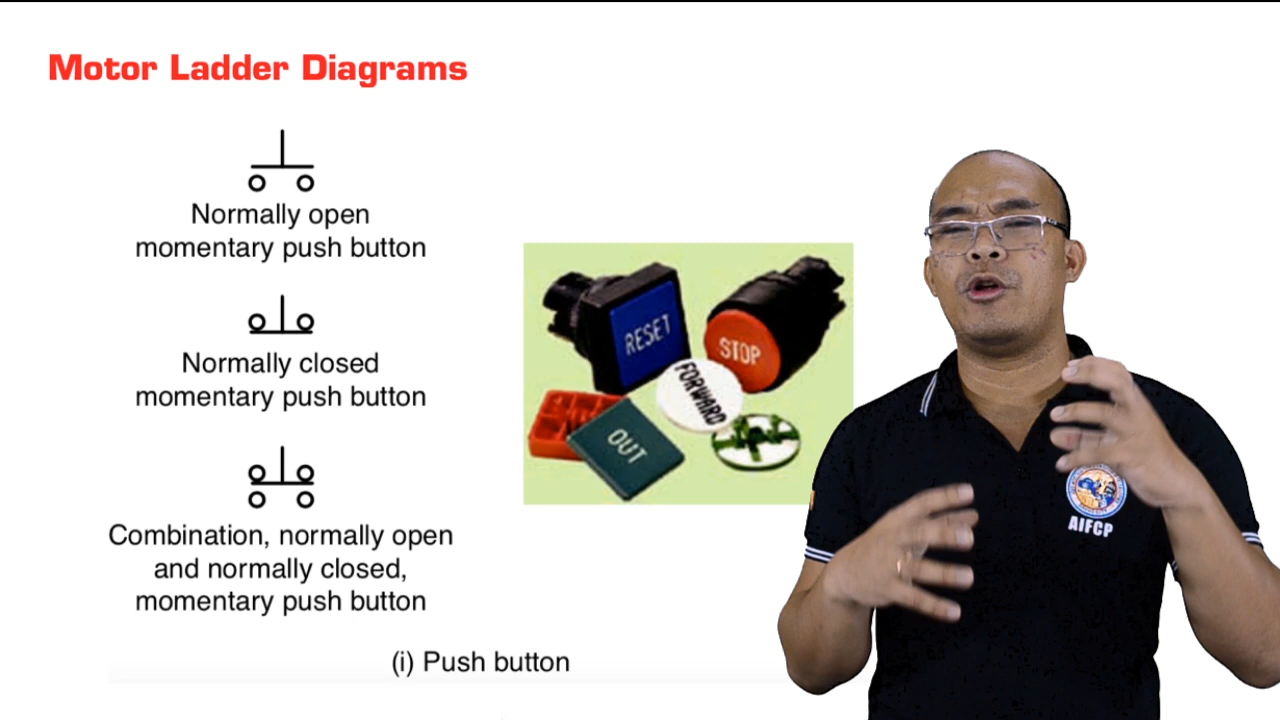 Motor Ladder Diagrams
Normally open
momentary push button
Normally closed
momentary push button
Combination, normally open
and normally closed,
momentary push button
RESET
STOP
FORWARD
OUT
(i) Push button
AIFCP